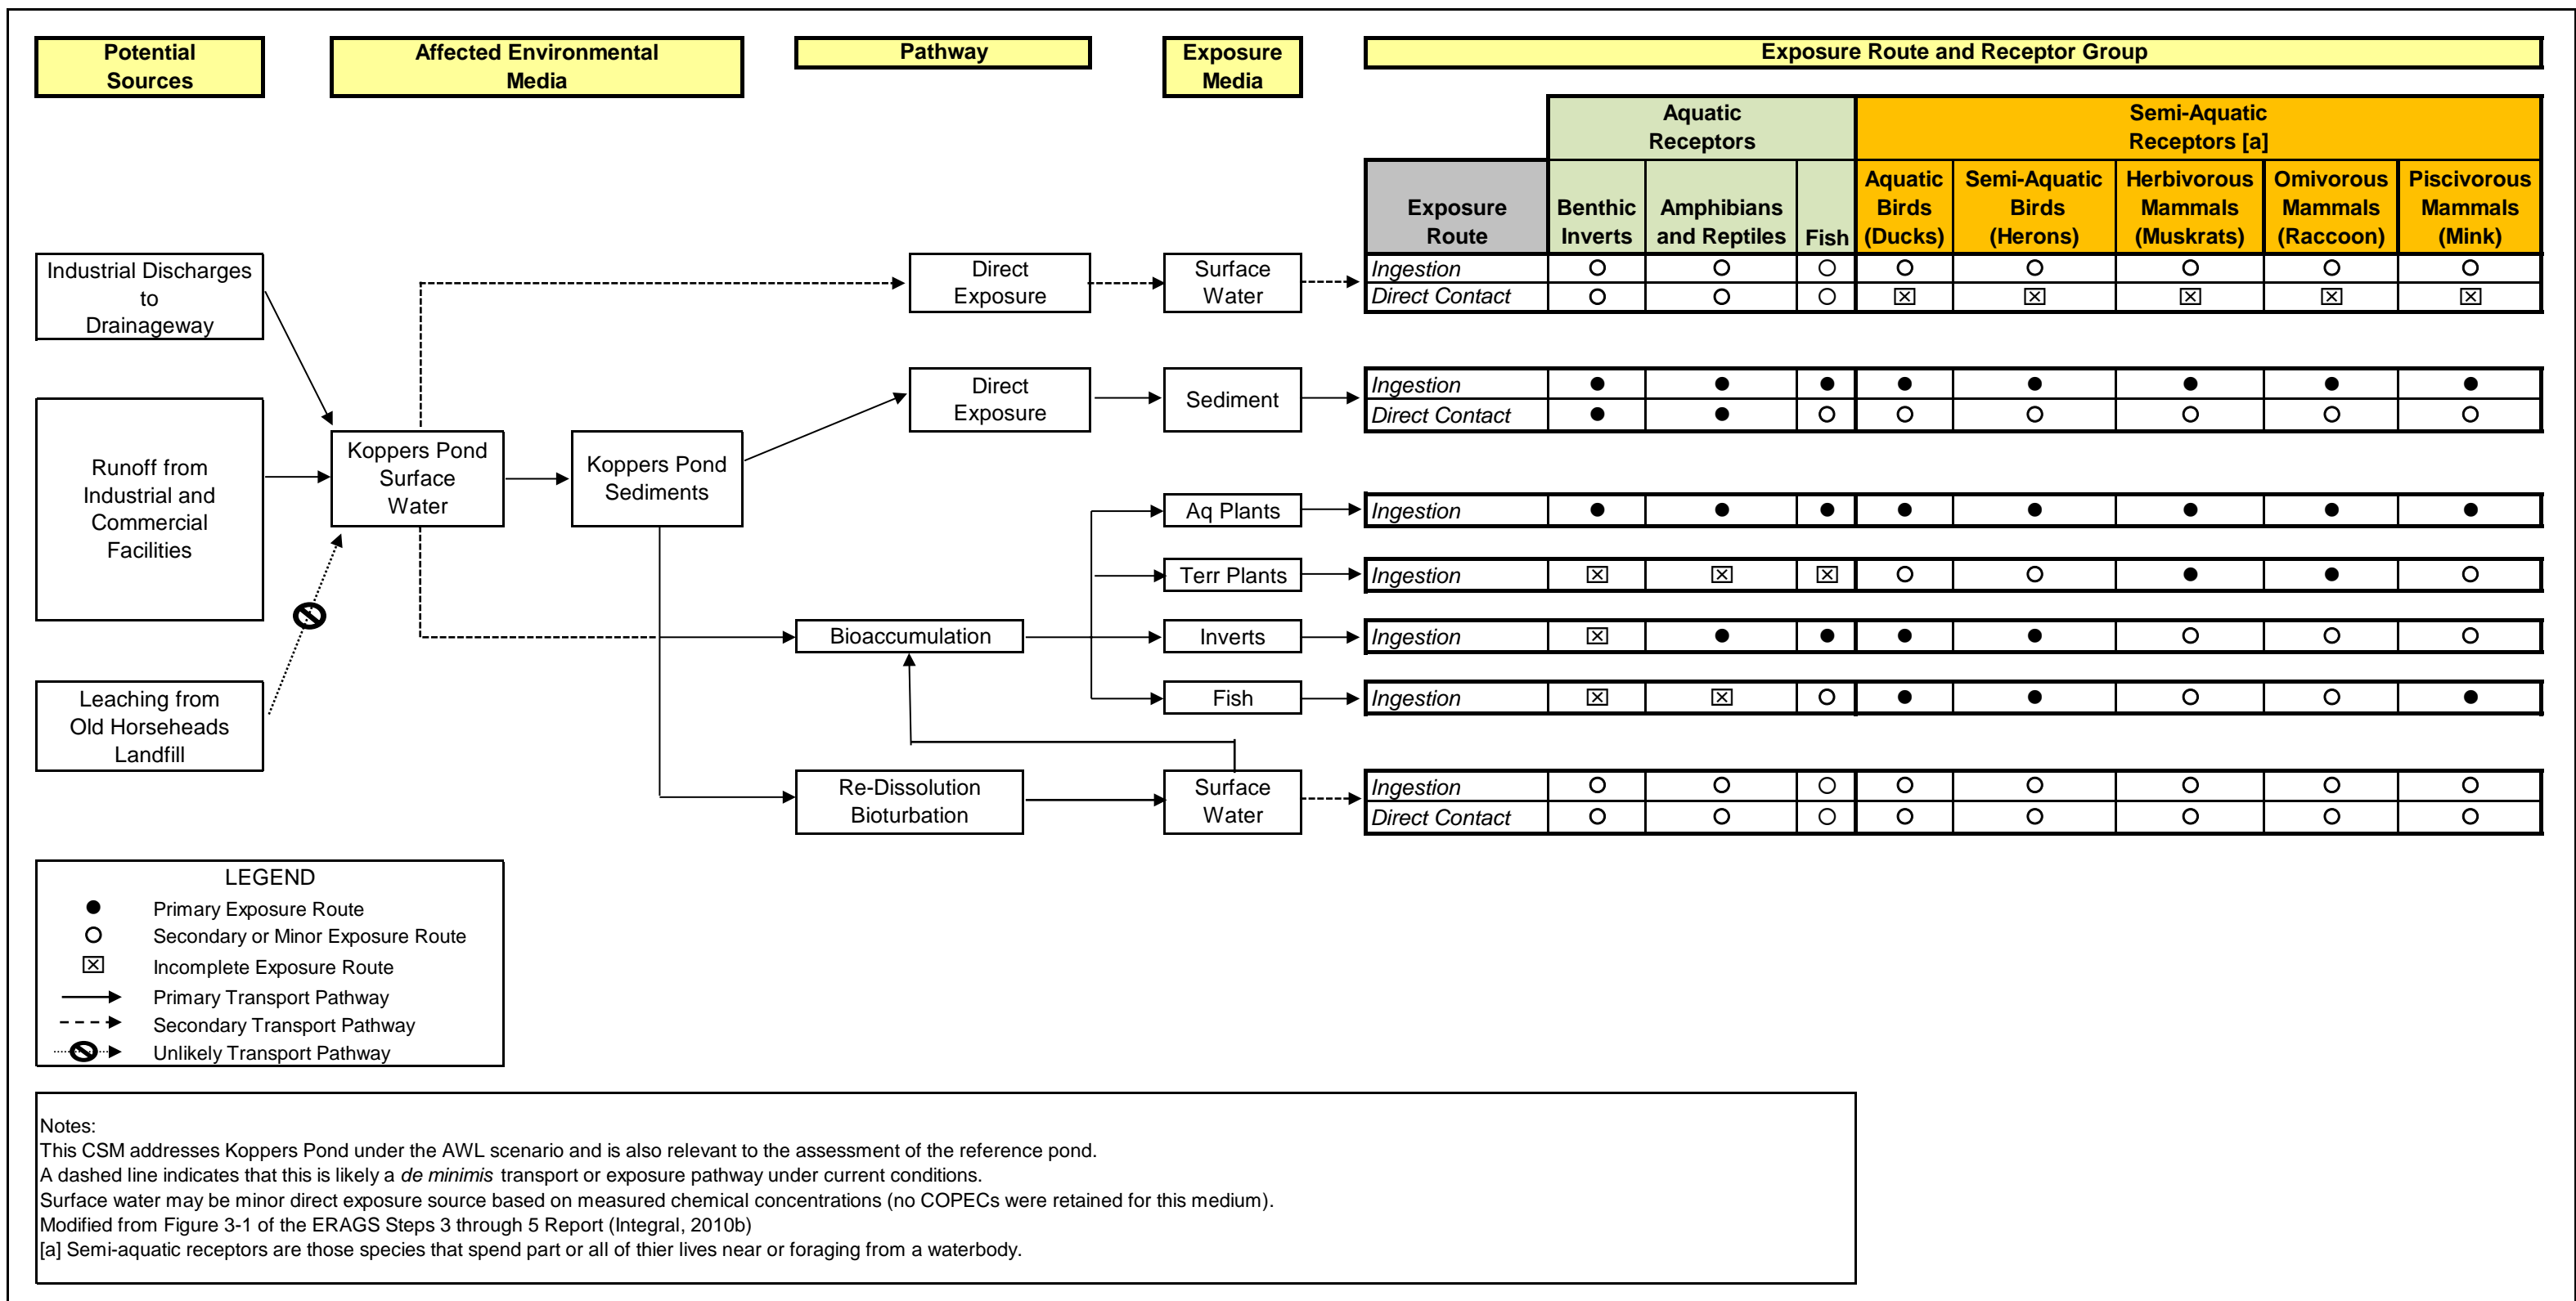 Potential
Sources
Affected Environmental
Media
Pathway
Exposure
Media
Exposure Route and Receptor Group
Aquatic
Receptors
Semi-Aquatic
Receptors [a]
Exposure
Route
Benthic
Inverts
Amphibians
and Reptiles
Fish
Aquatic
Birds
(Ducks)
Semi-Aquatic
Birds
(Herons)
Herbivorous
Mammals
(Muskrats)
Omivorous
Mammals
(Raccoon)
Piscivorous
Mammals
(Mink)
Industrial Discharges
to
Drainageway
Direct
Exposure
Surface
Water
Ingestion
Direct Contact
Runoff from
Industrial and
Commercial
Facilities
Koppers Pond
Surface
Water
Koppers Pond
Sediments
Direct
Exposure
Sediment
Ingestion
Direct Contact
Aq Plants
Ingestion
Terr Plants
Ingestion
Bioaccumulation
Inverts
Ingestion
Leaching from
Old Horseheads
Landfill
Fish
Ingestion
Re-Dissolution
Bioturbation
Surface
Water
Ingestion
Direct Contact
LEGEND
Primary Exposure Route
Secondary or Minor Exposure Route
Incomplete Exposure Route
Primary Transport Pathway
Secondary Transport Pathway
Unlikely Transport Pathway
Notes:
This CSM addresses Koppers Pond under the AWL scenario and is also relevant to the assessment of the reference pond.
A dashed line indicates that this is likely a de minimis transport or exposure pathway under current conditions.
Surface water may be minor direct exposure source based on measured chemical concentrations (no COPECs were retained for this medium).
Modified from Figure 3-1 of the ERAGS Steps 3 through 5 Report (Integral, 2010b)
[a] Semi-aquatic receptors are those species that spend part or all of thier lives near or foraging from a waterbody.